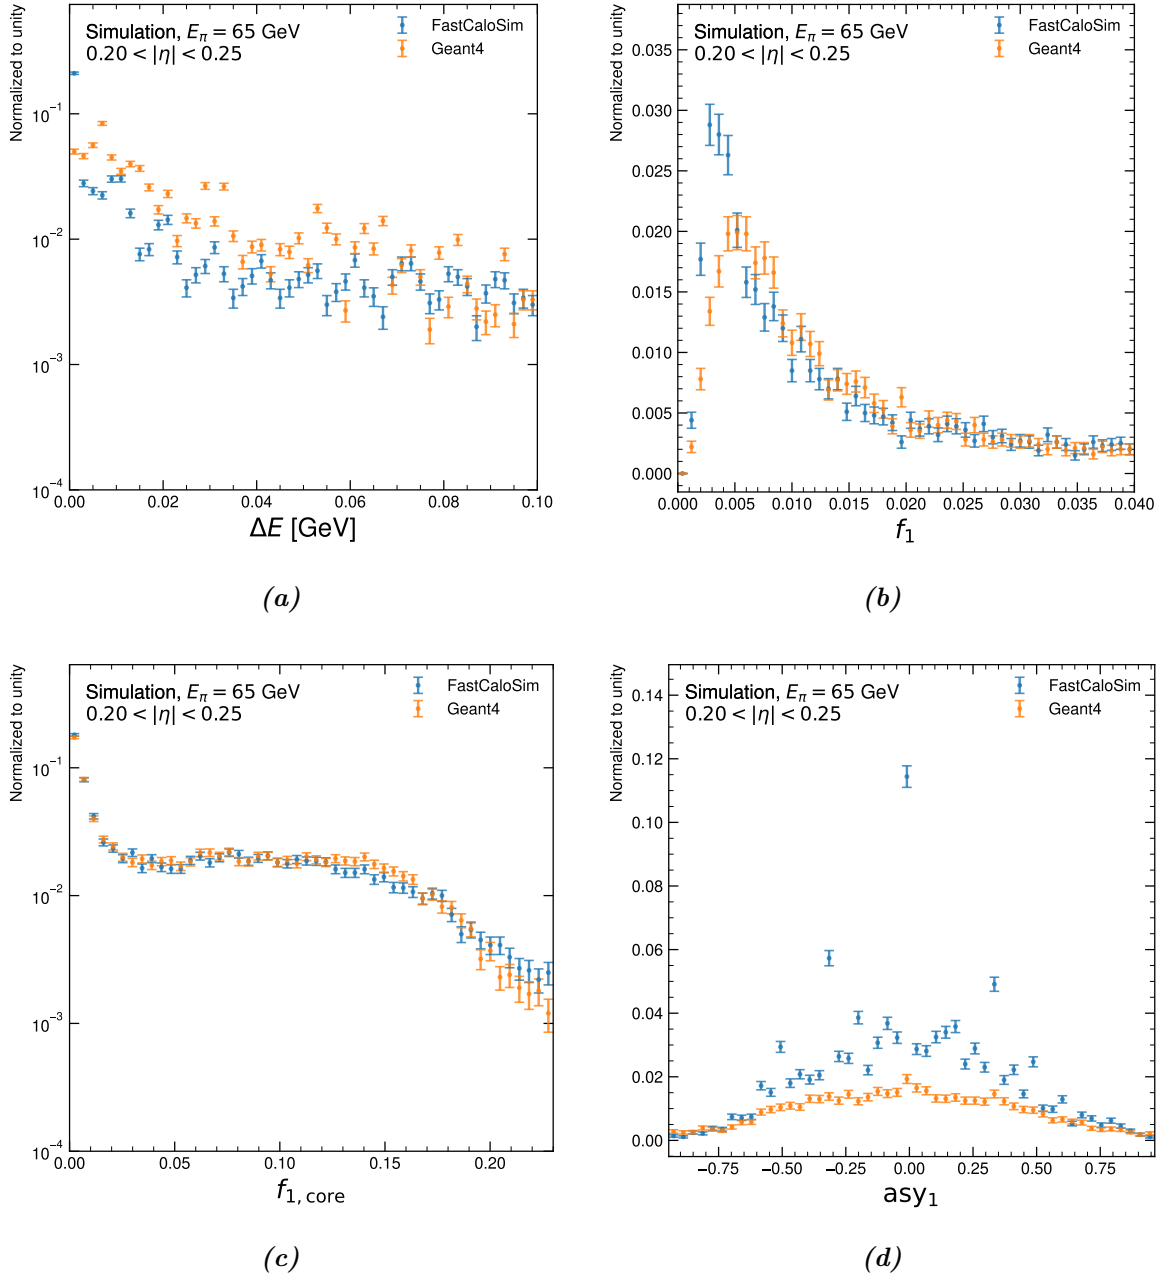 Normalized to unity
Simulation, E_π = 65 GeV
0.20 < |η| < 0.25
FastCaloSim
Geant4
10⁻¹
10⁻²
10⁻³
10⁻⁴
0.00 0.02 0.04 0.06 0.08 0.10
ΔE [GeV]
(a)
Normalized to unity
Simulation, E_π = 65 GeV
0.20 < |η| < 0.25
FastCaloSim
Geant4
0.035
0.030
0.025
0.020
0.015
0.010
0.005
0.000
0.000 0.005 0.010 0.015 0.020 0.025 0.030 0.035 0.040
f₁
(b)
Normalized to unity
Simulation, E_π = 65 GeV
0.20 < |η| < 0.25
FastCaloSim
Geant4
10⁻¹
10⁻²
10⁻³
10⁻⁴
0.00 0.05 0.10 0.15 0.20
f₁, core
(c)
Normalized to unity
Simulation, E_π = 65 GeV
0.20 < |η| < 0.25
FastCaloSim
Geant4
0.14
0.12
0.10
0.08
0.06
0.04
0.02
0.00
−0.75 −0.50 −0.25 0.00 0.25 0.50 0.75
asy₁
(d)